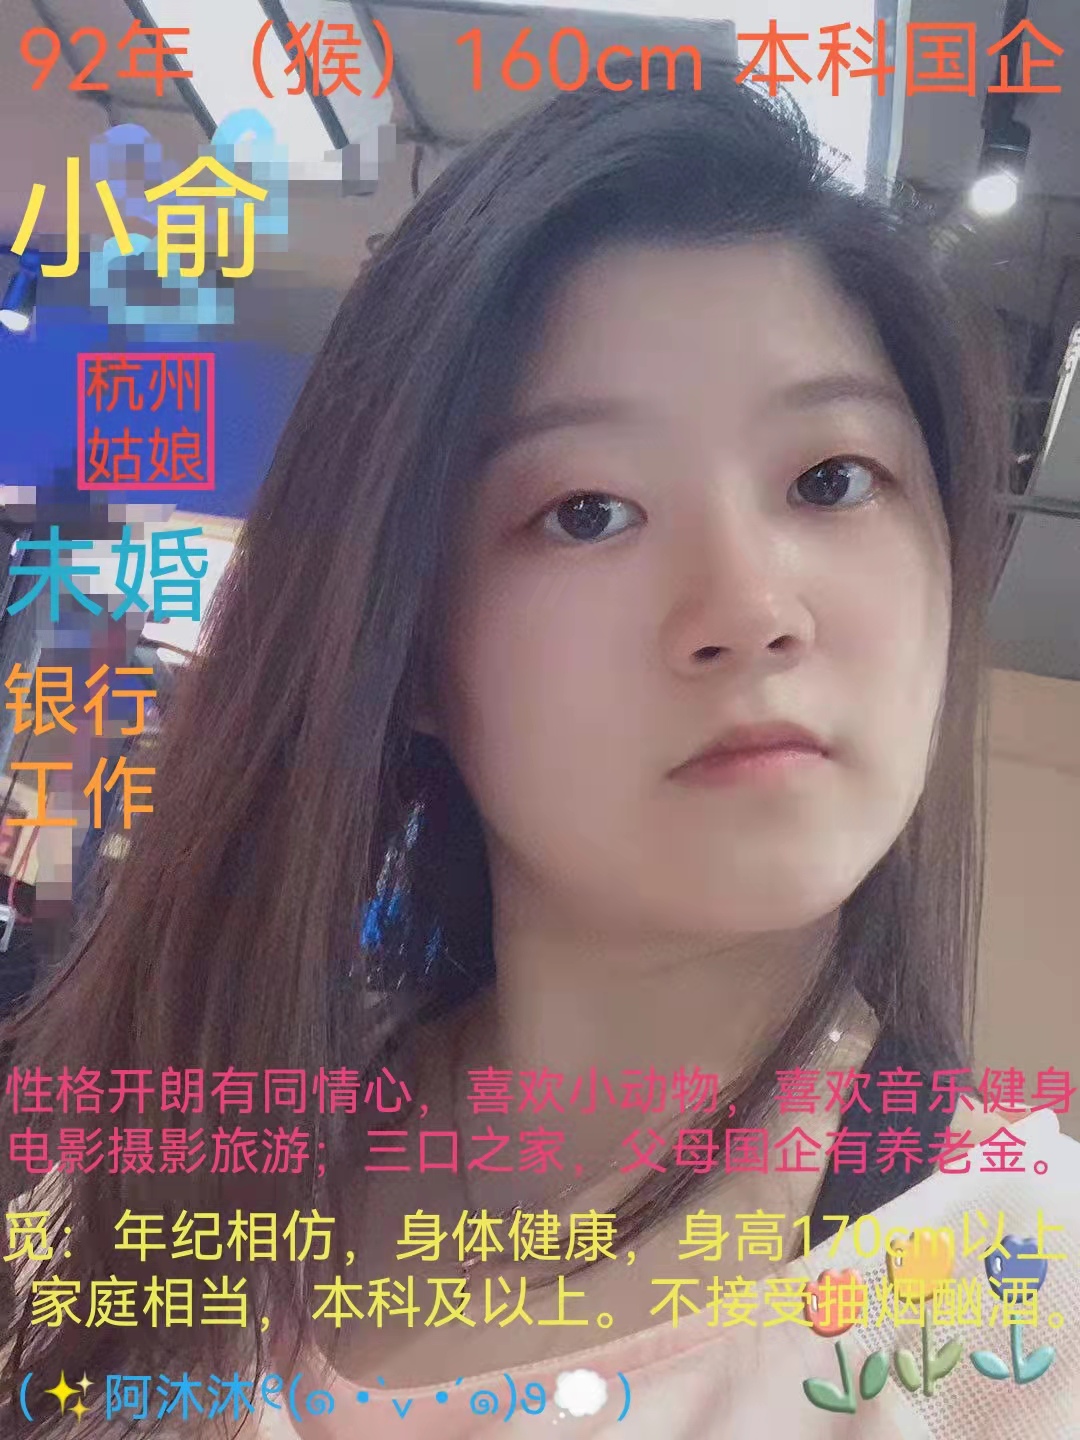 92年（猴）160cm 本科国企
小俞
杭州
姑娘
未婚
银行
工作
性格开朗有同情心，喜欢小动物，喜欢音乐健身
电影摄影旅游；三口之家，父母国企有养老金。
觅：年纪相仿，身体健康，身高170cm以上
家庭相当，本科及以上。不接受抽烟酗酒。
(✨阿沐沐୧(๑•̀ᵥ•́๑)૭💭)